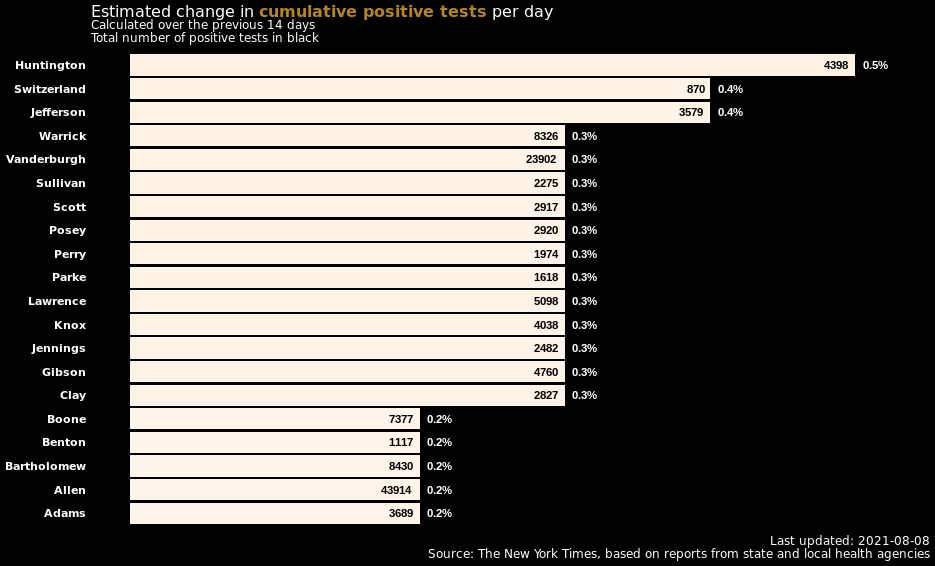 Estimated change in cumulative positive tests per day
Calculated over the previous 14 days
Total number of positive tests in black
Huntington 4398 0.5%
Switzerland 870 0.4%
Jefferson 3579 0.4%
Warrick 8326 0.3%
Vanderburgh 23902 0.3%
Sullivan 2275 0.3%
Scott 2917 0.3%
Posey 2920 0.3%
Perry 1974 0.3%
Parke 1618 0.3%
Lawrence 5098 0.3%
Knox 4038 0.3%
Jennings 2482 0.3%
Gibson 4760 0.3%
Clay 2827 0.3%
Boone 7377 0.2%
Benton 1117 0.2%
Bartholomew 8430 0.2%
Allen 43914 0.2%
Adams 3689 0.2%
Last updated: 2021-08-08
Source: The New York Times, based on reports from state and local health agencies